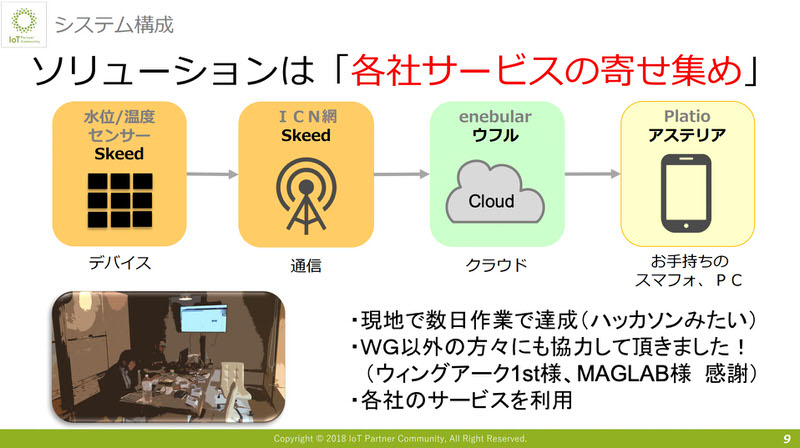 IoT Partner
Community
システム構成
ソリューションは「各社サービスの寄せ集め」
水位/温度
センサー
Skeed
ＩＣＮ網
Skeed
enebular
ウフル
Cloud
Platio
アステリア
デバイス
通信
クラウド
お手持ちの
スマフォ、ＰＣ
・現地で数日作業で達成（ハッカソンみたい）
・WG以外の方々にも協力して頂きました！
（ウィングアーク1st様、MAGLAB様 感謝）
・各社のサービスを利用
Copyright © 2018 IoT Partner Community, All Right Reserved.
9